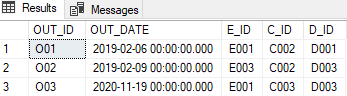 Results Messages
OUT_ID OUT_DATE E_ID C_ID D_ID
1 O01 2019-02-06 00:00:00.000 E001 C002 D001
2 O02 2019-02-09 00:00:00.000 E003 C002 D003
3 O03 2020-11-19 00:00:00.000 E001 C003 D003